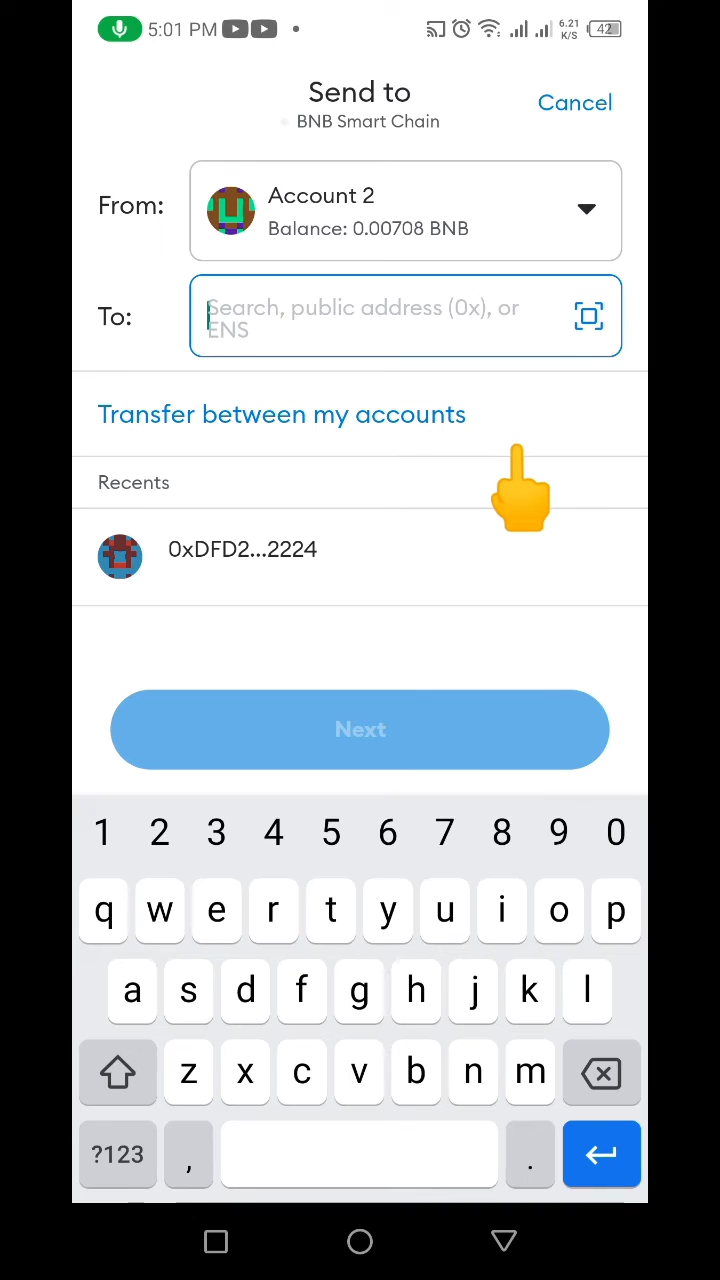 5:01 PM
6.21
K/S
42
Send to
Cancel
BNB Smart Chain
From:
Account 2
Balance: 0.00708 BNB
To:
Search, public address (0x), or
ENS
Transfer between my accounts
Recents
0xDFD2...2224
Next
1 2 3 4 5 6 7 8 9 0
q w e r t y u i o p
a s d f g h j k l
z x c v b n m
?123 , .